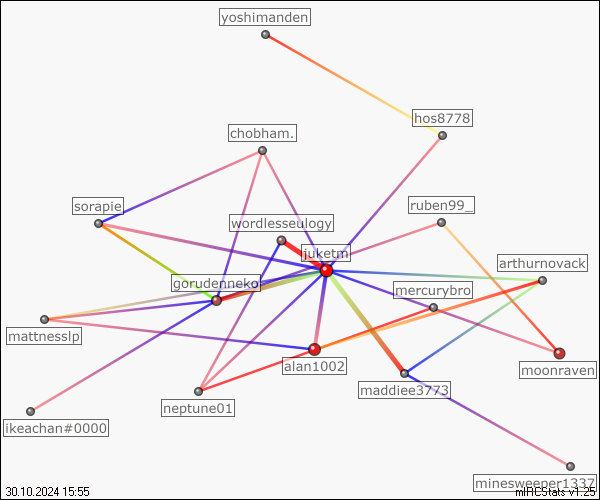 yoshimanden
hos8778
chobham.
sorapie
ruben99_
wordlesseulogy
juketm
arthurnovack
gordenneko
mercurybro
mattnesslp
alan1002
moonraven
maddiee3773
neptune01
ikeachan#0000
minesweeper1337
30.10.2024 15:55
mIRCStats v1.25